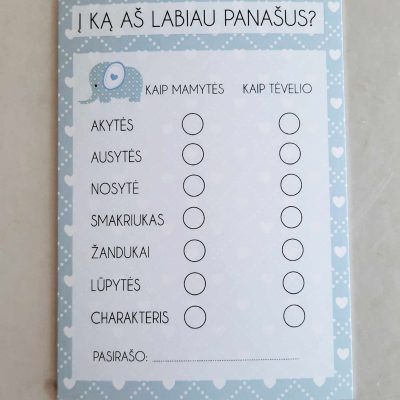 Į KĄ AŠ LABIAU PANAŠUS?
KAIP MAMYTĖS KAIP TĖVELIO
AKYTĖS
AUSYTĖS
NOSYTĖ
SMAKRIUKAS
ŽANDUKAI
LŪPYTĖS
CHARAKTERIS
PASIRAŠO: